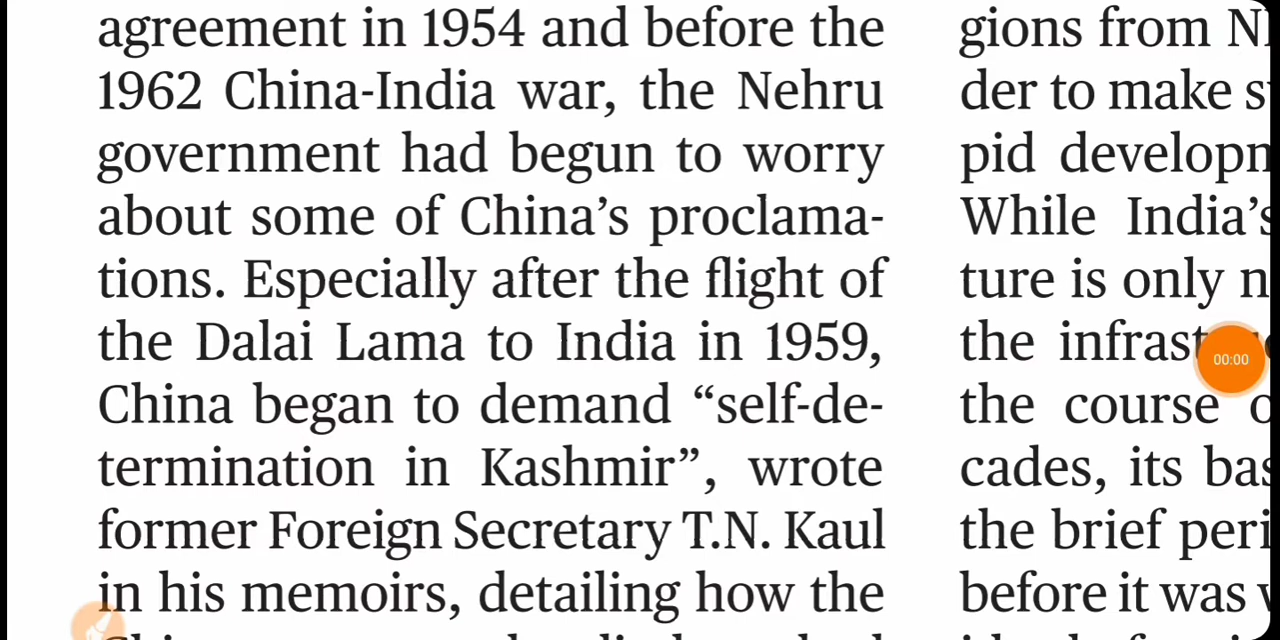 agreement in 1954 and before the
1962 China-India war, the Nehru
government had begun to worry
about some of China’s proclama-
tions. Especially after the flight of
the Dalai Lama to India in 1959,
China began to demand “self-de-
termination in Kashmir”, wrote
former Foreign Secretary T.N. Kaul
in his memoirs, detailing how the
gions from
der to make
pid
While India’s
ture is only
the
the course
cades, its
the brief
before it was
00:00